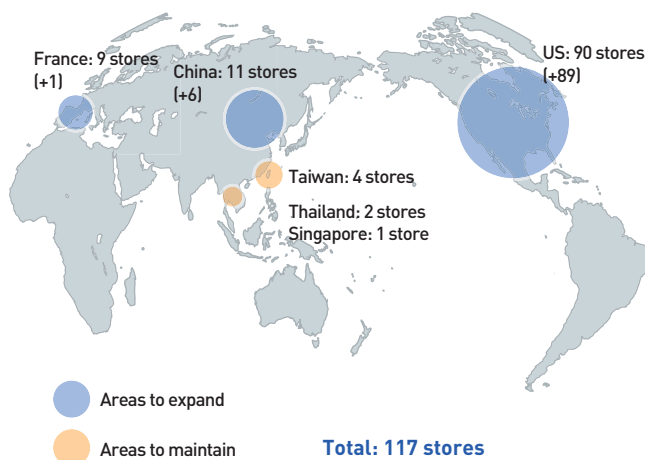 France: 9 stores
(+1)
China: 11 stores
(+6)
US: 90 stores
(+89)
Taiwan: 4 stores
Thailand: 2 stores
Singapore: 1 store
Areas to expand
Areas to maintain
Total: 117 stores